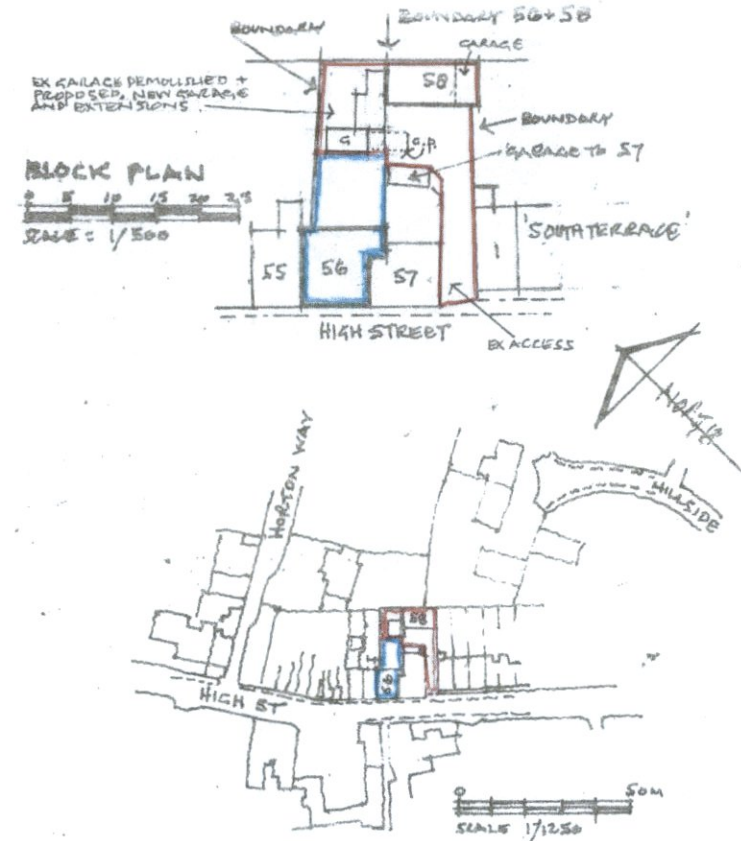 BOUNDARY 56+58
BOUNDARY
GARAGE
EX GARAGE DEMOLISHED +
PROPOSED, NEW GARAGE
AND EXTENSIONS
58
BOUNDARY
G
C.P.
GARAGE TO 57
BLOCK PLAN
0 5 10 15 20 25
SCALE = 1/500
'SOUTH TERRACE'
55
56
57
1
HIGH STREET
EX ACCESS
NORTH
HORTON WAY
HILLSIDE
58
56
HIGH ST
0 50M
SCALE 1/1250